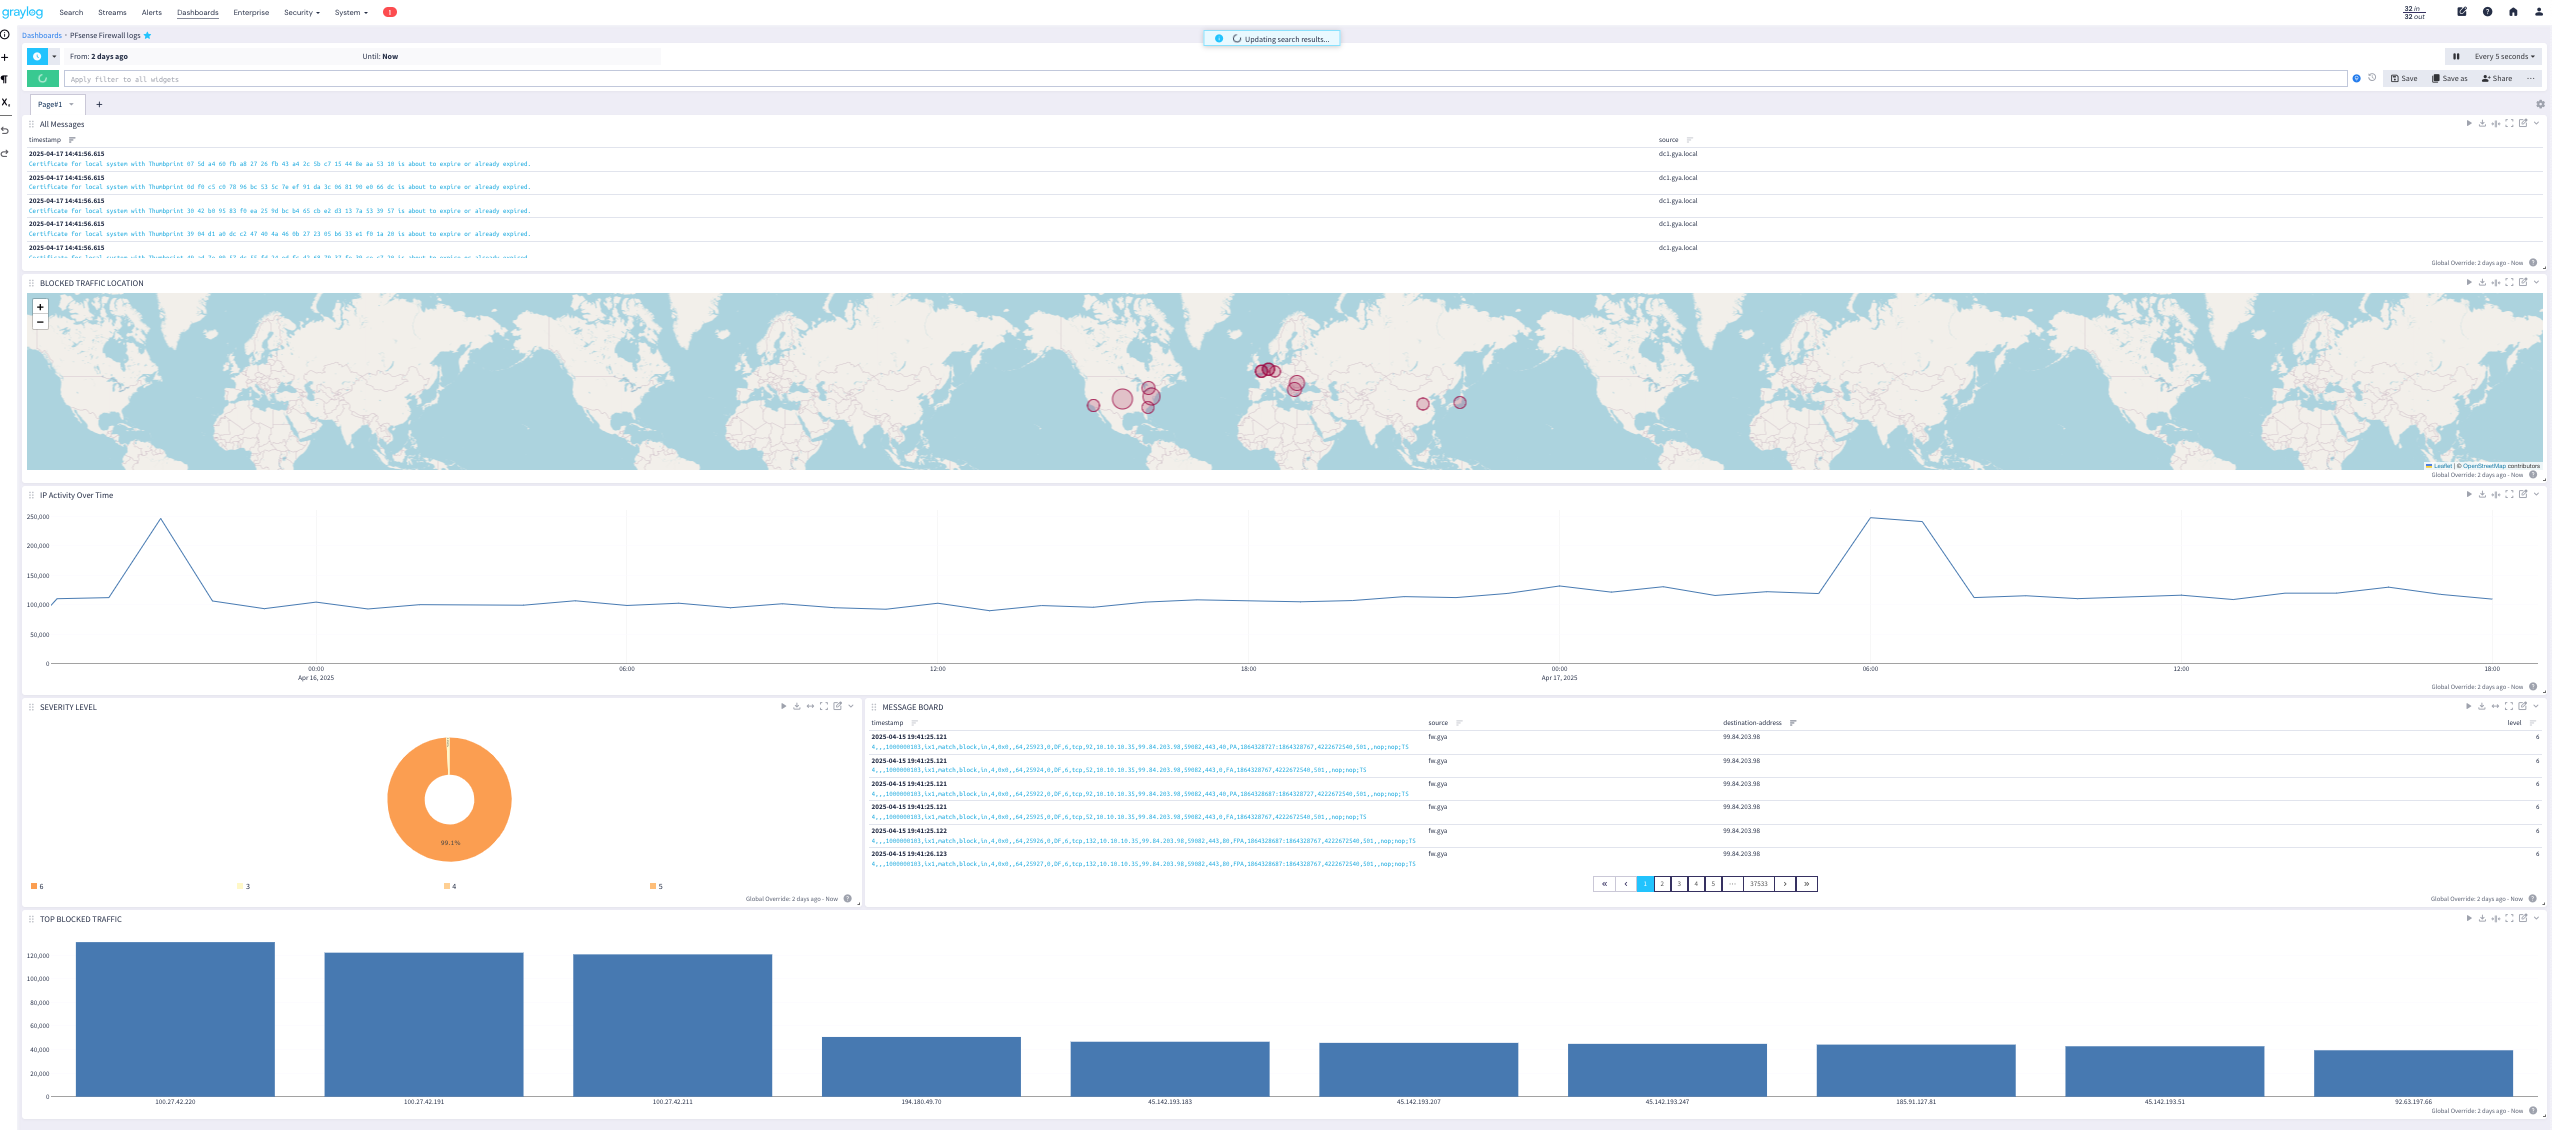 graylog Search Streams Alerts Dashboards Enterprise Security System 32 in 32 out
Dashboards PFsense Firewall logs
Updating search results...
From: 2 days ago Until: Now Every 5 seconds
Apply filter to all widgets Save Save as Share
Page#1 +
All Messages
timestamp source
2025-04-17 14:41:56.615 dc1.gya.local
Certificate for local system with Thumbprint 07 5d a4 60 fb a8 27 26 fb 43 a4 2c 5b c7 15 44 8e aa 53 10 is about to expire or already expired.
2025-04-17 14:41:56.615 dc1.gya.local
Certificate for local system with Thumbprint 0d f0 c5 c0 78 96 bc 53 5c 7e ef 91 da 3c 06 81 90 e0 66 dc is about to expire or already expired.
2025-04-17 14:41:56.615 dc1.gya.local
Certificate for local system with Thumbprint 30 42 b0 95 83 f0 ea 25 9d bc b4 65 cb e2 d3 13 7a 53 39 57 is about to expire or already expired.
2025-04-17 14:41:56.615 dc1.gya.local
Certificate for local system with Thumbprint 39 04 d1 a0 dc c2 47 40 4a 46 0b 27 23 05 b6 33 e1 f0 1a 20 is about to expire or already expired.
2025-04-17 14:41:56.615 dc1.gya.local
Global Override: 2 days ago - Now
BLOCKED TRAFFIC LOCATION
+
−
Leaflet | © OpenStreetMap contributors
Global Override: 2 days ago - Now
IP Activity Over Time
250,000
200,000
150,000
100,000
50,000
0
00:00 06:00 12:00 18:00 00:00 06:00 12:00 18:00
Apr 16, 2025 Apr 17, 2025
Global Override: 2 days ago - Now
SEVERITY LEVEL
99.1%
6 3 4 5
Global Override: 2 days ago - Now
MESSAGE BOARD
timestamp source destination-address level
2025-04-15 19:41:25.121 fw.gya 99.84.203.98 6
4,,,1000000103,ix1,match,block,in,4,0x0,,64,25923,0,DF,6,tcp,92,10.10.10.35,99.84.203.98,59082,443,40,PA,1864328727:1864328767,4222672540,501,,nop;nop;TS
2025-04-15 19:41:25.121 fw.gya 99.84.203.98 6
4,,,1000000103,ix1,match,block,in,4,0x0,,64,25924,0,DF,6,tcp,52,10.10.10.35,99.84.203.98,59082,443,0,FA,1864328767,4222672540,501,,nop;nop;TS
2025-04-15 19:41:25.121 fw.gya 99.84.203.98 6
4,,,1000000103,ix1,match,block,in,4,0x0,,64,25922,0,DF,6,tcp,92,10.10.10.35,99.84.203.98,59082,443,40,PA,1864328687:1864328727,4222672540,501,,nop;nop;TS
2025-04-15 19:41:25.121 fw.gya 99.84.203.98 6
4,,,1000000103,ix1,match,block,in,4,0x0,,64,25925,0,DF,6,tcp,52,10.10.10.35,99.84.203.98,59082,443,0,FA,1864328767,4222672540,501,,nop;nop;TS
2025-04-15 19:41:25.122 fw.gya 99.84.203.98 6
4,,,1000000103,ix1,match,block,in,4,0x0,,64,25926,0,DF,6,tcp,132,10.10.10.35,99.84.203.98,59082,443,80,FPA,1864328687:1864328767,4222672540,501,,nop;nop;TS
2025-04-15 19:41:26.123 fw.gya 99.84.203.98 6
4,,,1000000103,ix1,match,block,in,4,0x0,,64,25927,0,DF,6,tcp,132,10.10.10.35,99.84.203.98,59082,443,80,FPA,1864328687:1864328767,4222672540,501,,nop;nop;TS
« ‹ 1 2 3 4 5 ··· 37533 › »
Global Override: 2 days ago - Now
TOP BLOCKED TRAFFIC
120,000
100,000
80,000
60,000
40,000
20,000
0
100.27.42.220 100.27.42.191 100.27.42.211 194.180.49.70 45.142.193.183 45.142.193.207 45.142.193.247 185.91.127.81 45.142.193.51 92.63.197.66
Global Override: 2 days ago - Now